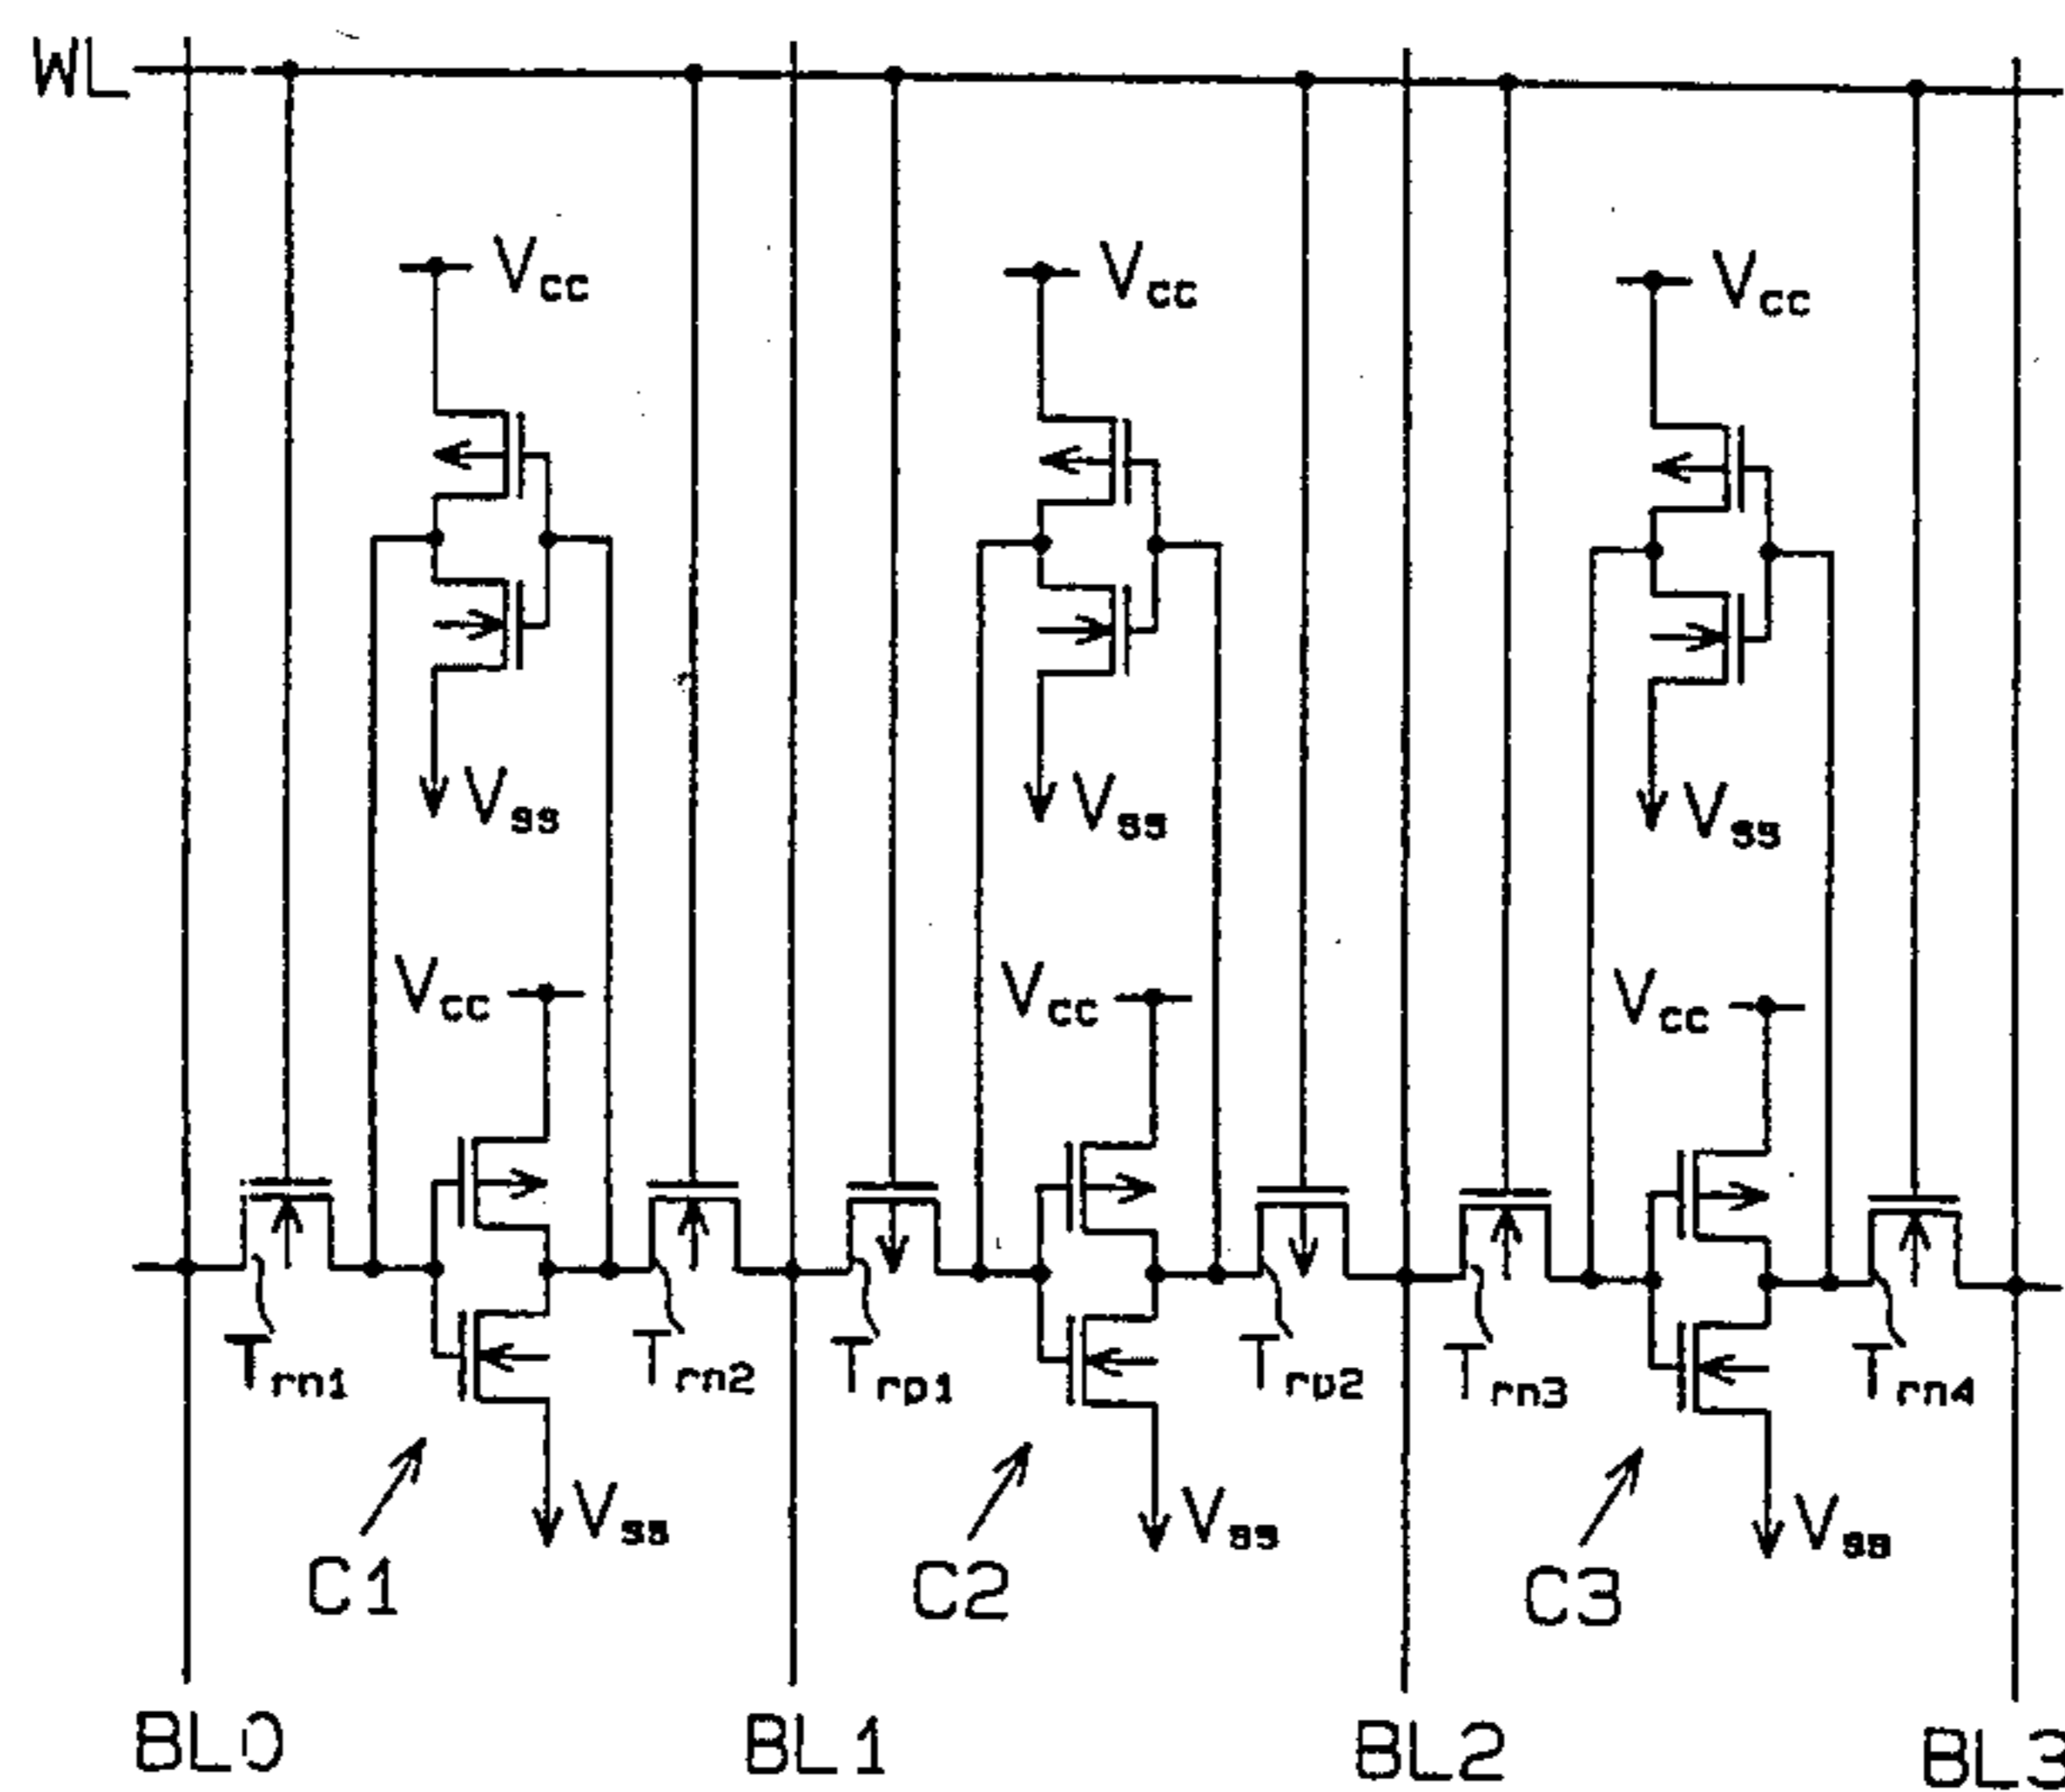 WL
Vcc Vcc Vcc
Vss Vss Vss
Vcc Vcc Vcc
Trn1 Trn2 Trp1 Trp2 Trn3 Trn4
Vss Vss Vss
C1 C2 C3
BL0 BL1 BL2 BL3